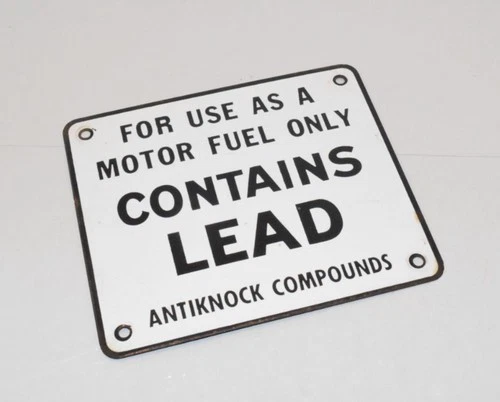 FOR USE AS A
MOTOR FUEL ONLY
CONTAINS
LEAD
ANTIKNOCK COMPOUNDS